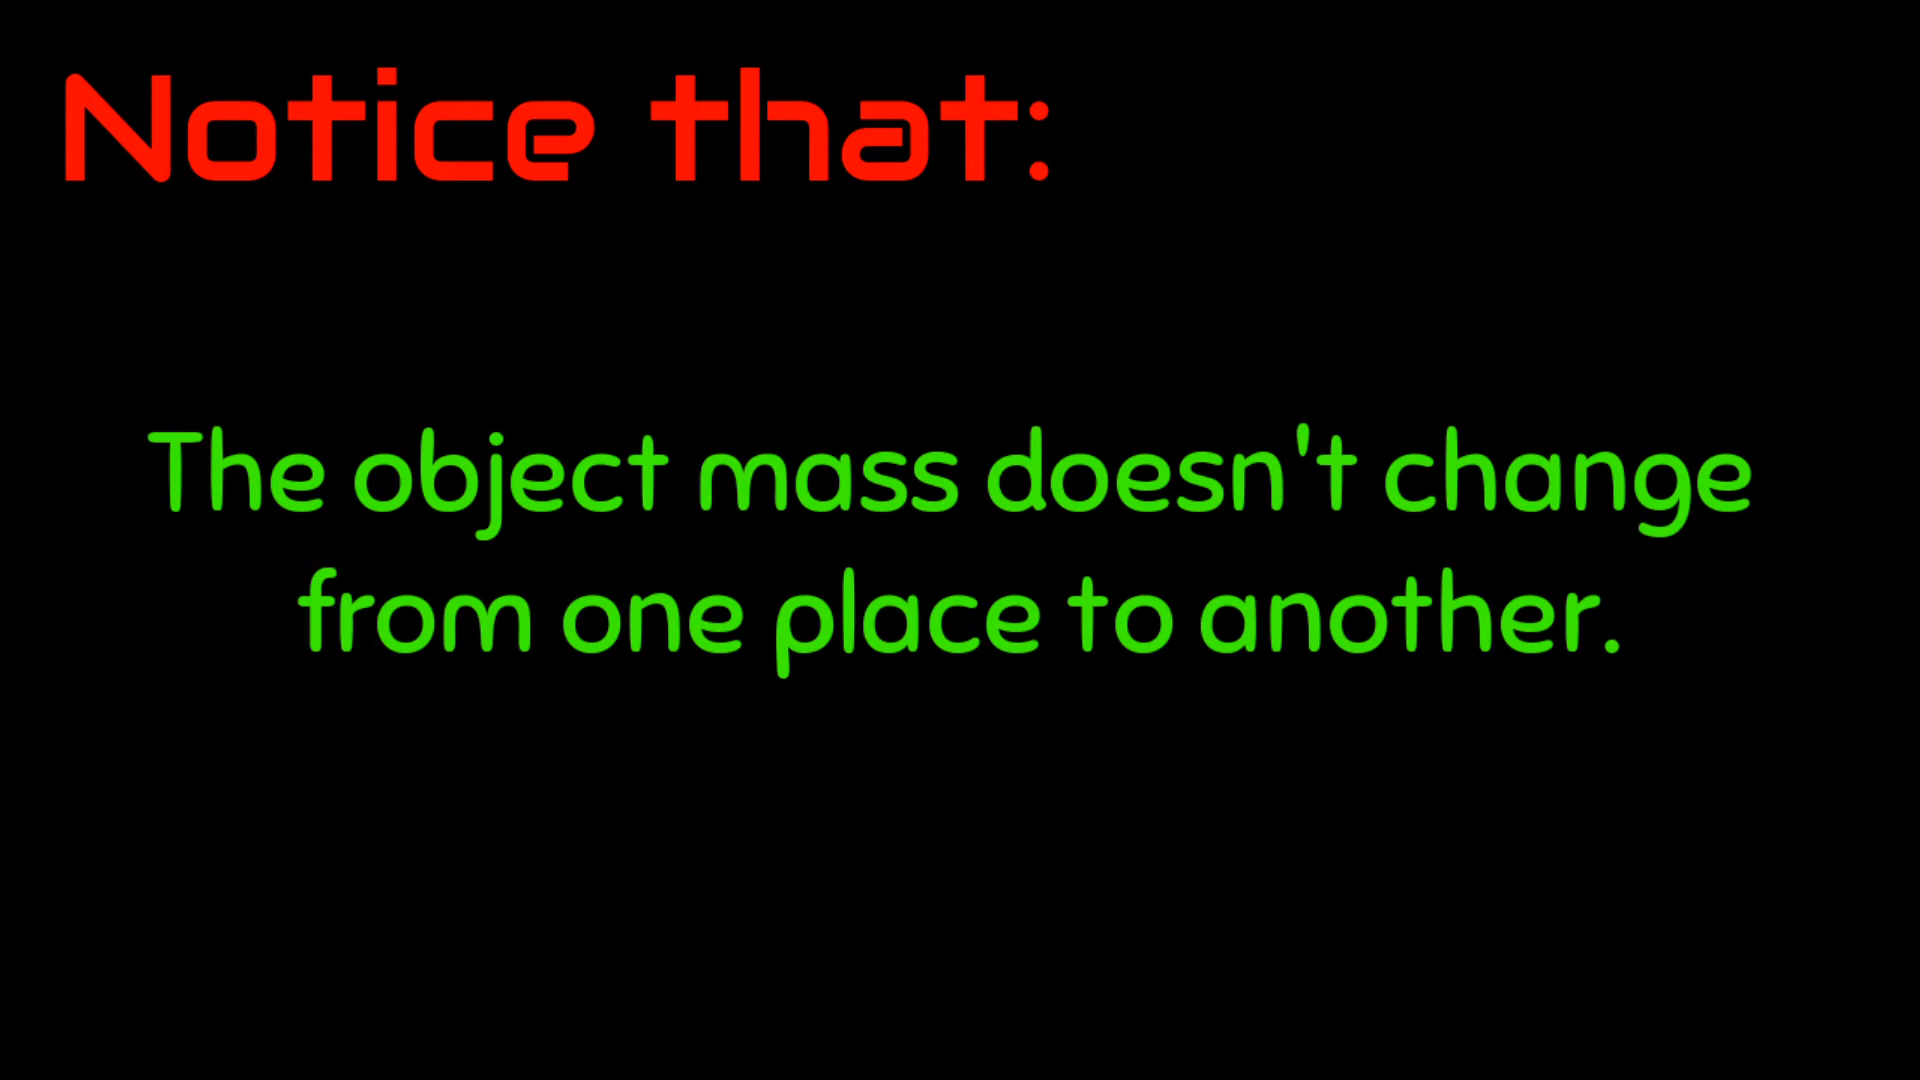 Notice that:
The object mass doesn't change
from one place to another.